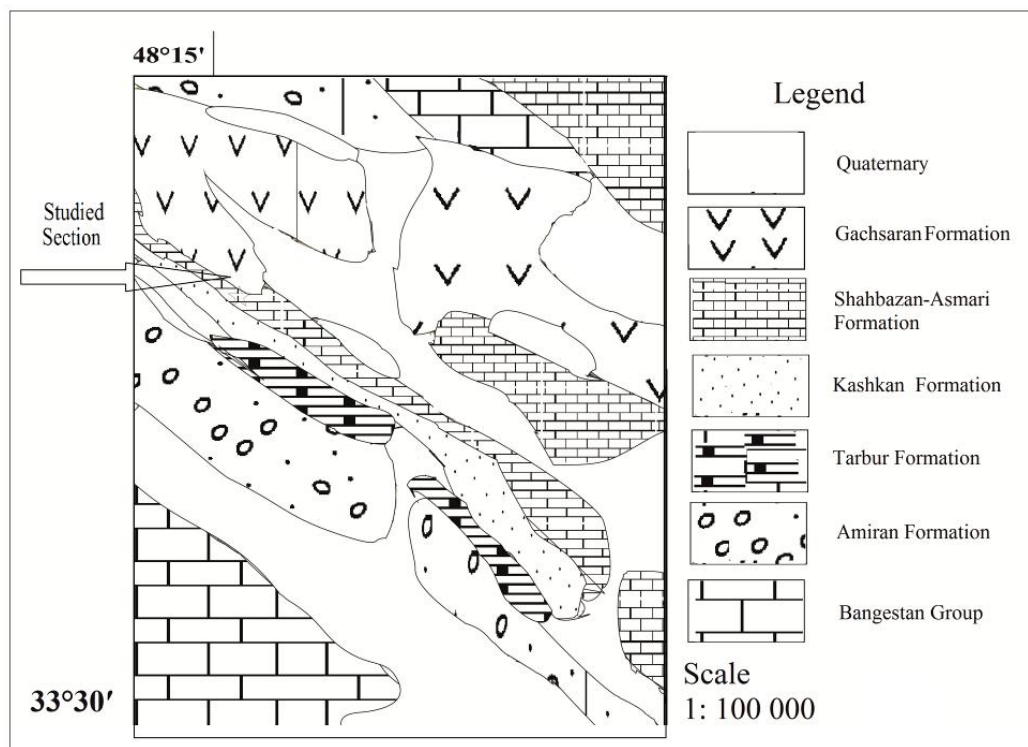 48°15'
Legend
Quaternary
Studied
Section
Gachsaran Formation
Shahbazan-Asmari
Formation
Kashkan Formation
Tarbur Formation
Amiran Formation
Bangestan Group
Scale
1: 100 000
33°30'